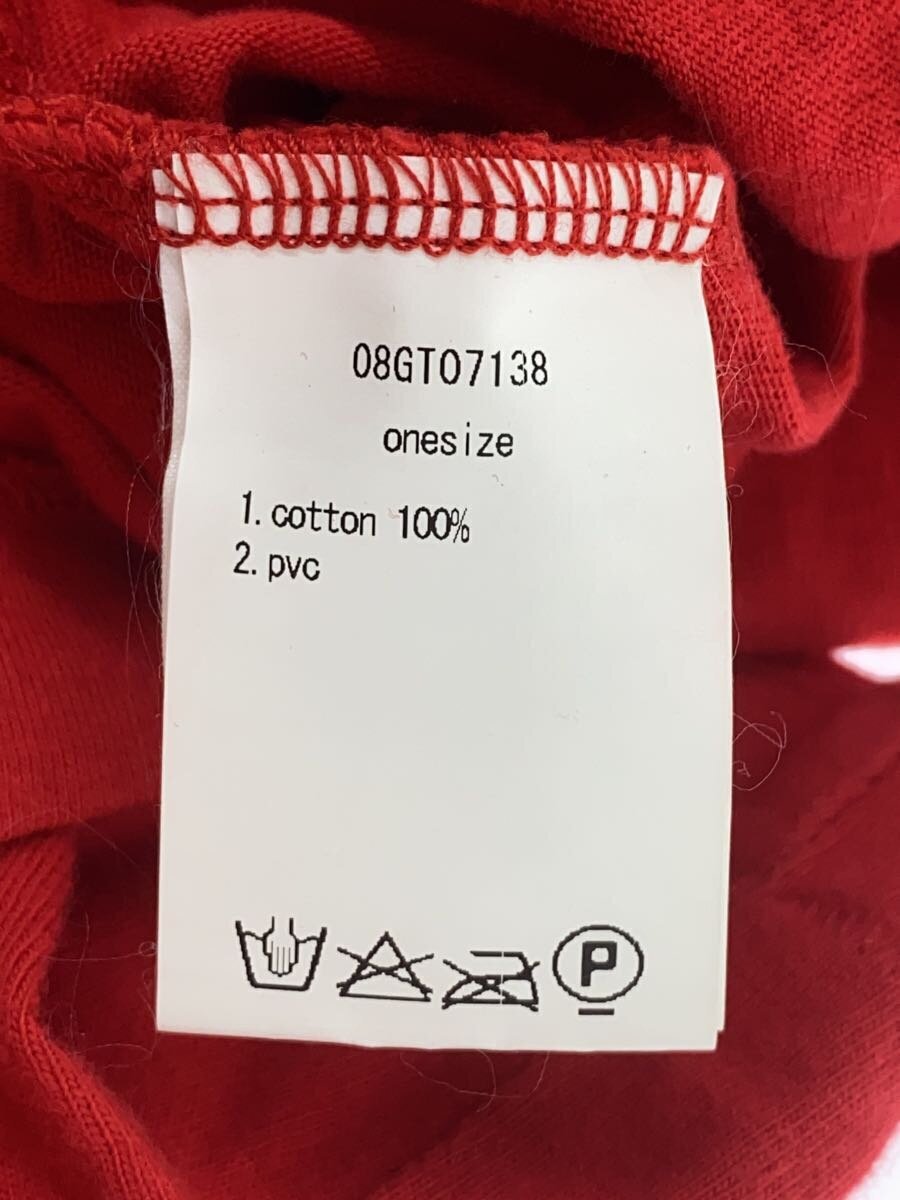 08GT07138
onesize
1. cotton 100%
2. pvc
P